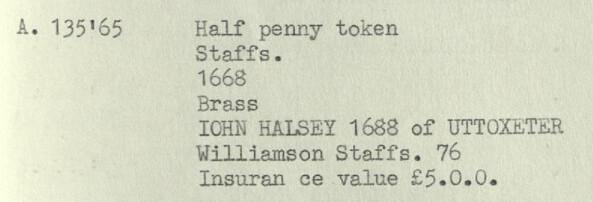 A. 135'65 Half penny token
Staffs.
1668
Brass
IOHN HALSEY 1688 of UTTOXETER
Williamson Staffs. 76
Insuran ce value £5.0.0.